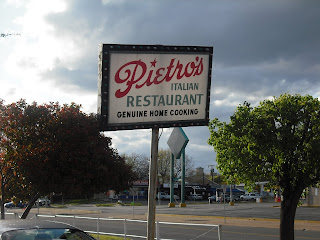 Pietro's
ITALIAN
RESTAURANT
GENUINE HOME COOKING